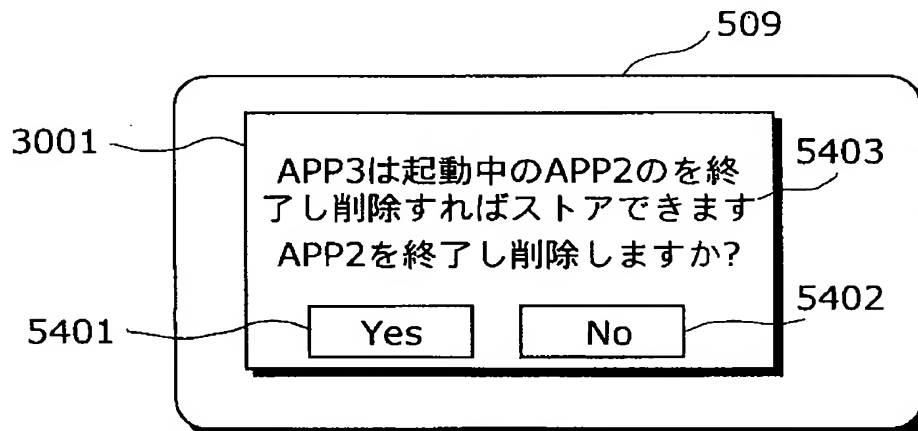 509
3001
APP3は起動中のAPP2のを終
了し削除すればストアできます
5403
APP2を終了し削除しますか?
5401
Yes
No
5402